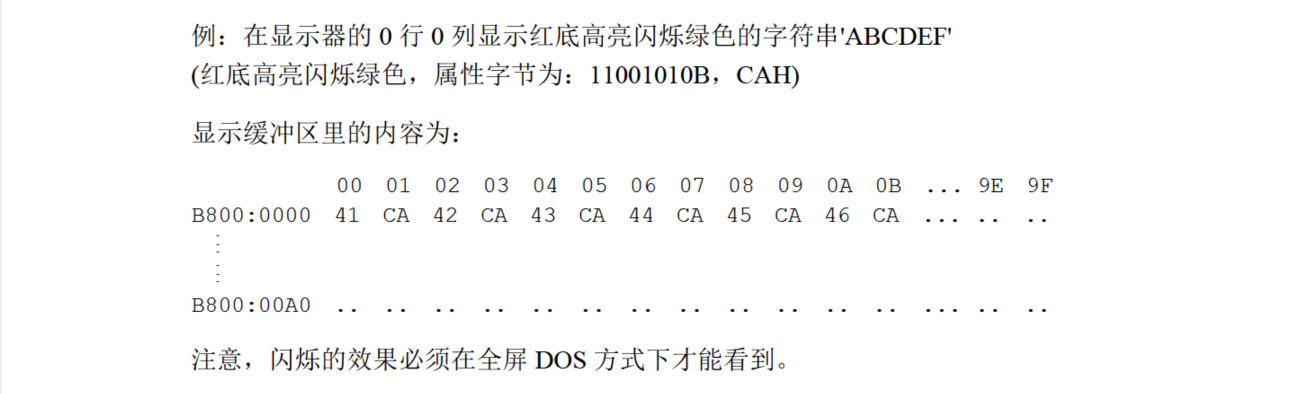 例：在显示器的 0 行 0 列显示红底高亮闪烁绿色的字符串'ABCDEF'
(红底高亮闪烁绿色，属性字节为：11001010B，CAH)
显示缓冲区里的内容为：
00 01 02 03 04 05 06 07 08 09 0A 0B ... 9E 9F
B800:0000 41 CA 42 CA 43 CA 44 CA 45 CA 46 CA ... .. ..
⋮
⋮
B800:00A0 .. .. .. .. .. .. .. .. .. .. .. .. ... .. ..
注意，闪烁的效果必须在全屏 DOS 方式下才能看到。